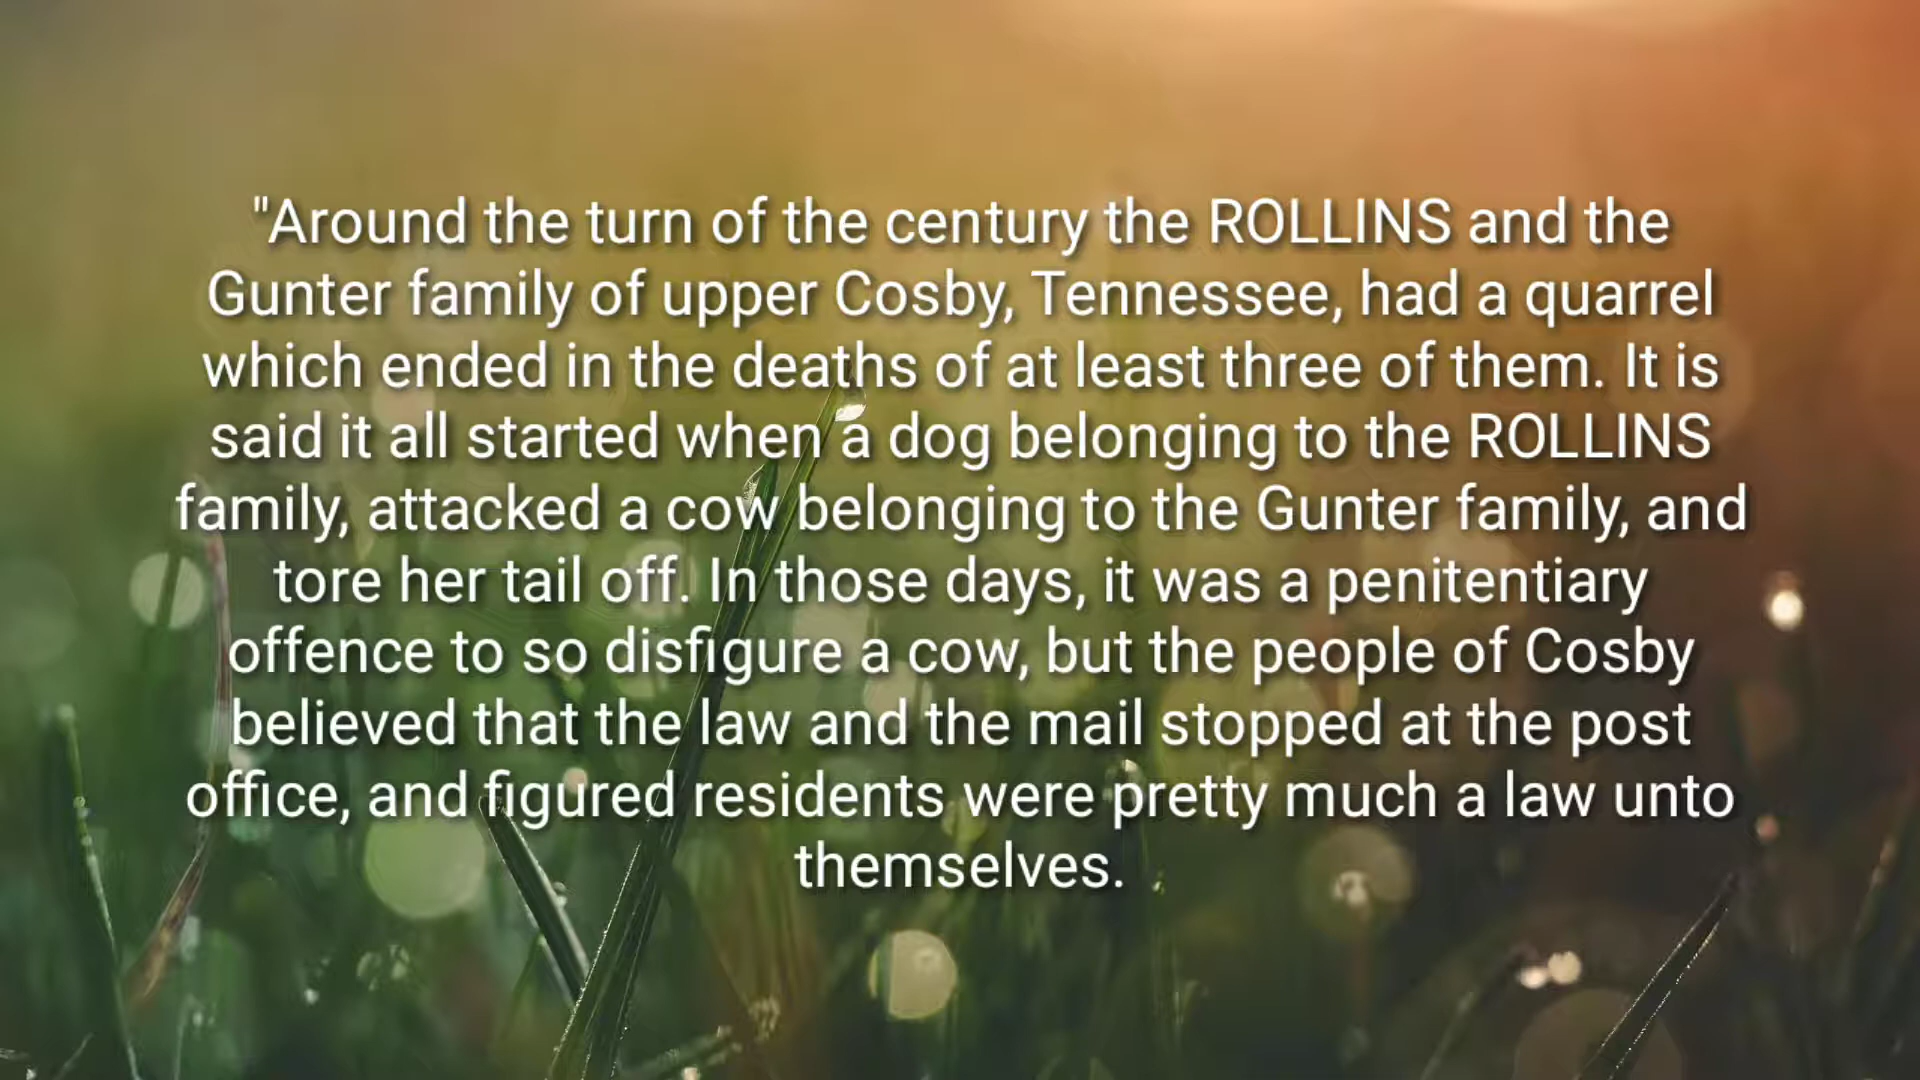 "Around the turn of the century the ROLLINS and the
Gunter family of upper Cosby, Tennessee, had a quarrel
which ended in the deaths of at least three of them. It is
said it all started when a dog belonging to the ROLLINS
family, attacked a cow belonging to the Gunter family, and
tore her tail off. In those days, it was a penitentiary
offence to so disfigure a cow, but the people of Cosby
believed that the law and the mail stopped at the post
office, and figured residents were pretty much a law unto
themselves.